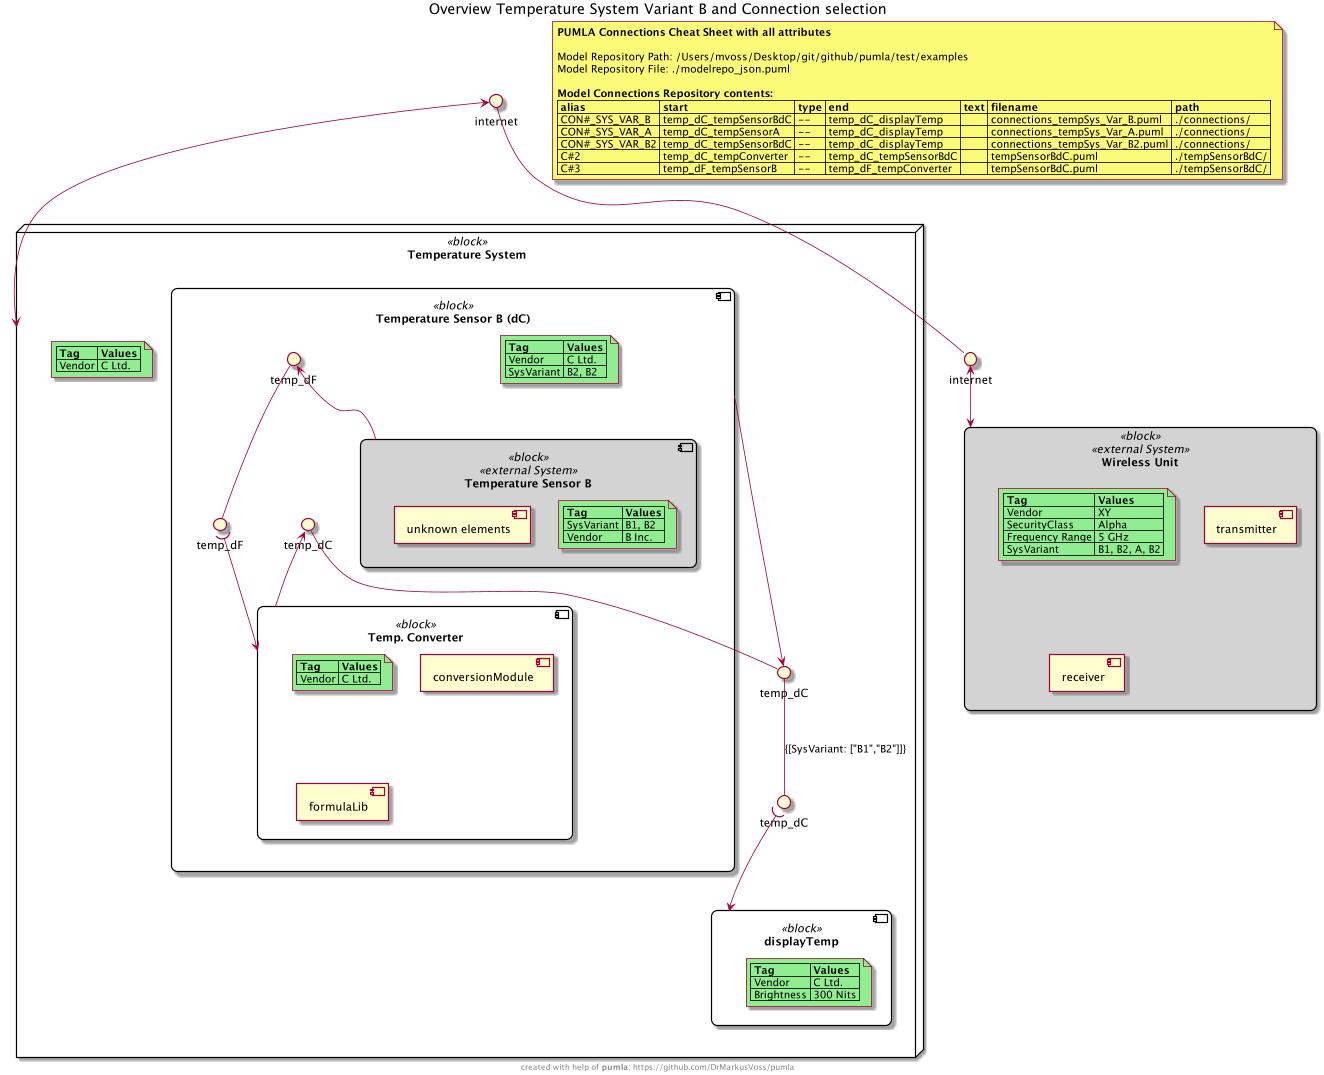 Overview Temperature System Variant B and Connection selection
PUMLA Connections Cheat Sheet with all attributes
Model Repository Path: /Users/mvoss/Desktop/git/github/pumla/test/examples
Model Repository File: ./modelrepo_json.puml
Model Connections Repository contents:
alias start type end text filename path
CON#_SYS_VAR_B temp_dC_tempSensorBdC -- temp_dC_displayTemp connections_tempSys_Var_B.puml ./connections/
CON#_SYS_VAR_A temp_dC_tempSensorA -- temp_dC_displayTemp connections_tempSys_Var_A.puml ./connections/
CON#_SYS_VAR_B2 temp_dC_tempSensorBdC -- temp_dC_displayTemp connections_tempSys_Var_B2.puml ./connections/
C#2 temp_dC_tempConverter -- temp_dC_tempSensorBdC tempSensorBdC.puml ./tempSensorBdC/
C#3 temp_dF_tempSensorB -- temp_dF_tempConverter tempSensorBdC.puml ./tempSensorBdC/
internet
«block»
Temperature System
Tag Values
Vendor C Ltd.
«block»
Temperature Sensor B (dC)
Tag Values
Vendor C Ltd.
SysVariant B2, B2
temp_dF
«block»
«external System»
Temperature Sensor B
unknown elements
Tag Values
SysVariant B1, B2
Vendor B Inc.
temp_dF
temp_dC
«block»
Temp. Converter
Tag Values
Vendor C Ltd.
conversionModule
formulaLib
temp_dC
{[SysVariant: ["B1","B2"]]}
temp_dC
«block»
displayTemp
Tag Values
Vendor C Ltd.
Brightness 300 Nits
internet
«block»
«external System»
Wireless Unit
Tag Values
Vendor XY
SecurityClass Alpha
Frequency Range 5 GHz
SysVariant B1, B2, A, B2
transmitter
receiver
created with help of pumla: https://github.com/DrMarkusVoss/pumla